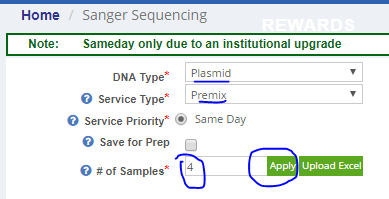 Home / Sanger Sequencing
REWARDS
Note: Sameday only due to an institutional upgrade
DNA Type* Plasmid
Service Type* Premix
Service Priority* Same Day
Save for Prep
# of Samples* 4 Apply Upload Excel